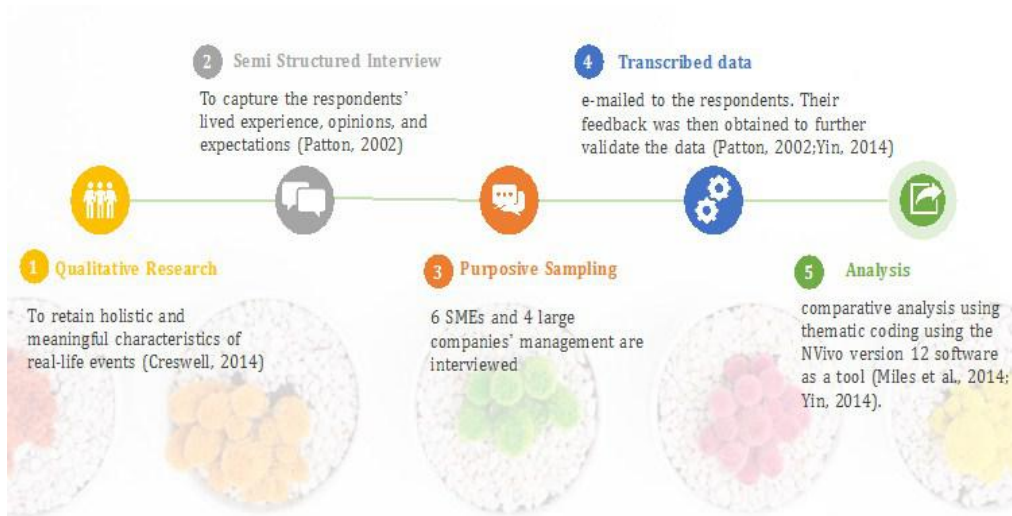 1 Qualitative Research
To retain holistic and
meaningful characteristics of
real-life events (Creswell, 2014)
2 Semi Structured Interview
To capture the respondents'
lived experience, opinions, and
expectations (Patton, 2002)
3 Purposive Sampling
6 SMEs and 4 large
companies' management are
interviewed
4 Transcribed data
e-mailed to the respondents. Their
feedback was then obtained to further
validate the data (Patton, 2002;Yin, 2014)
5 Analysis
comparative analysis using
thematic coding using the
NVivo version 12 software
as a tool (Miles et al., 2014;
Yin, 2014).